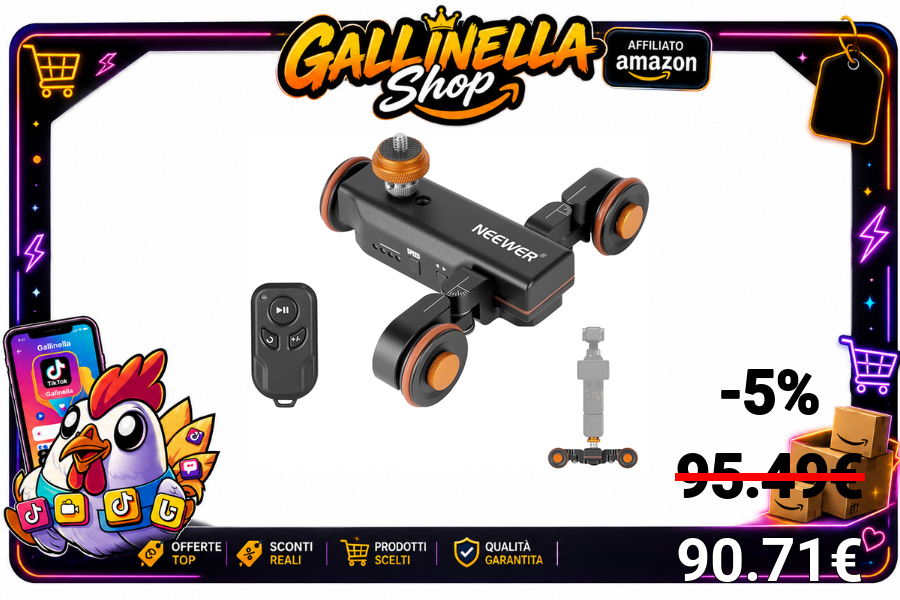 GALLINELLA
Shop
AFFILIATO
amazon
NEEWER®
SPEED
+/-
Gallinella
TikTok
Gallinella
-5%
95.49€
90.71€
OFFERTE
TOP
SCONTI
REALI
PRODOTTI
SCELTI
QUALITÀ
GARANTITA